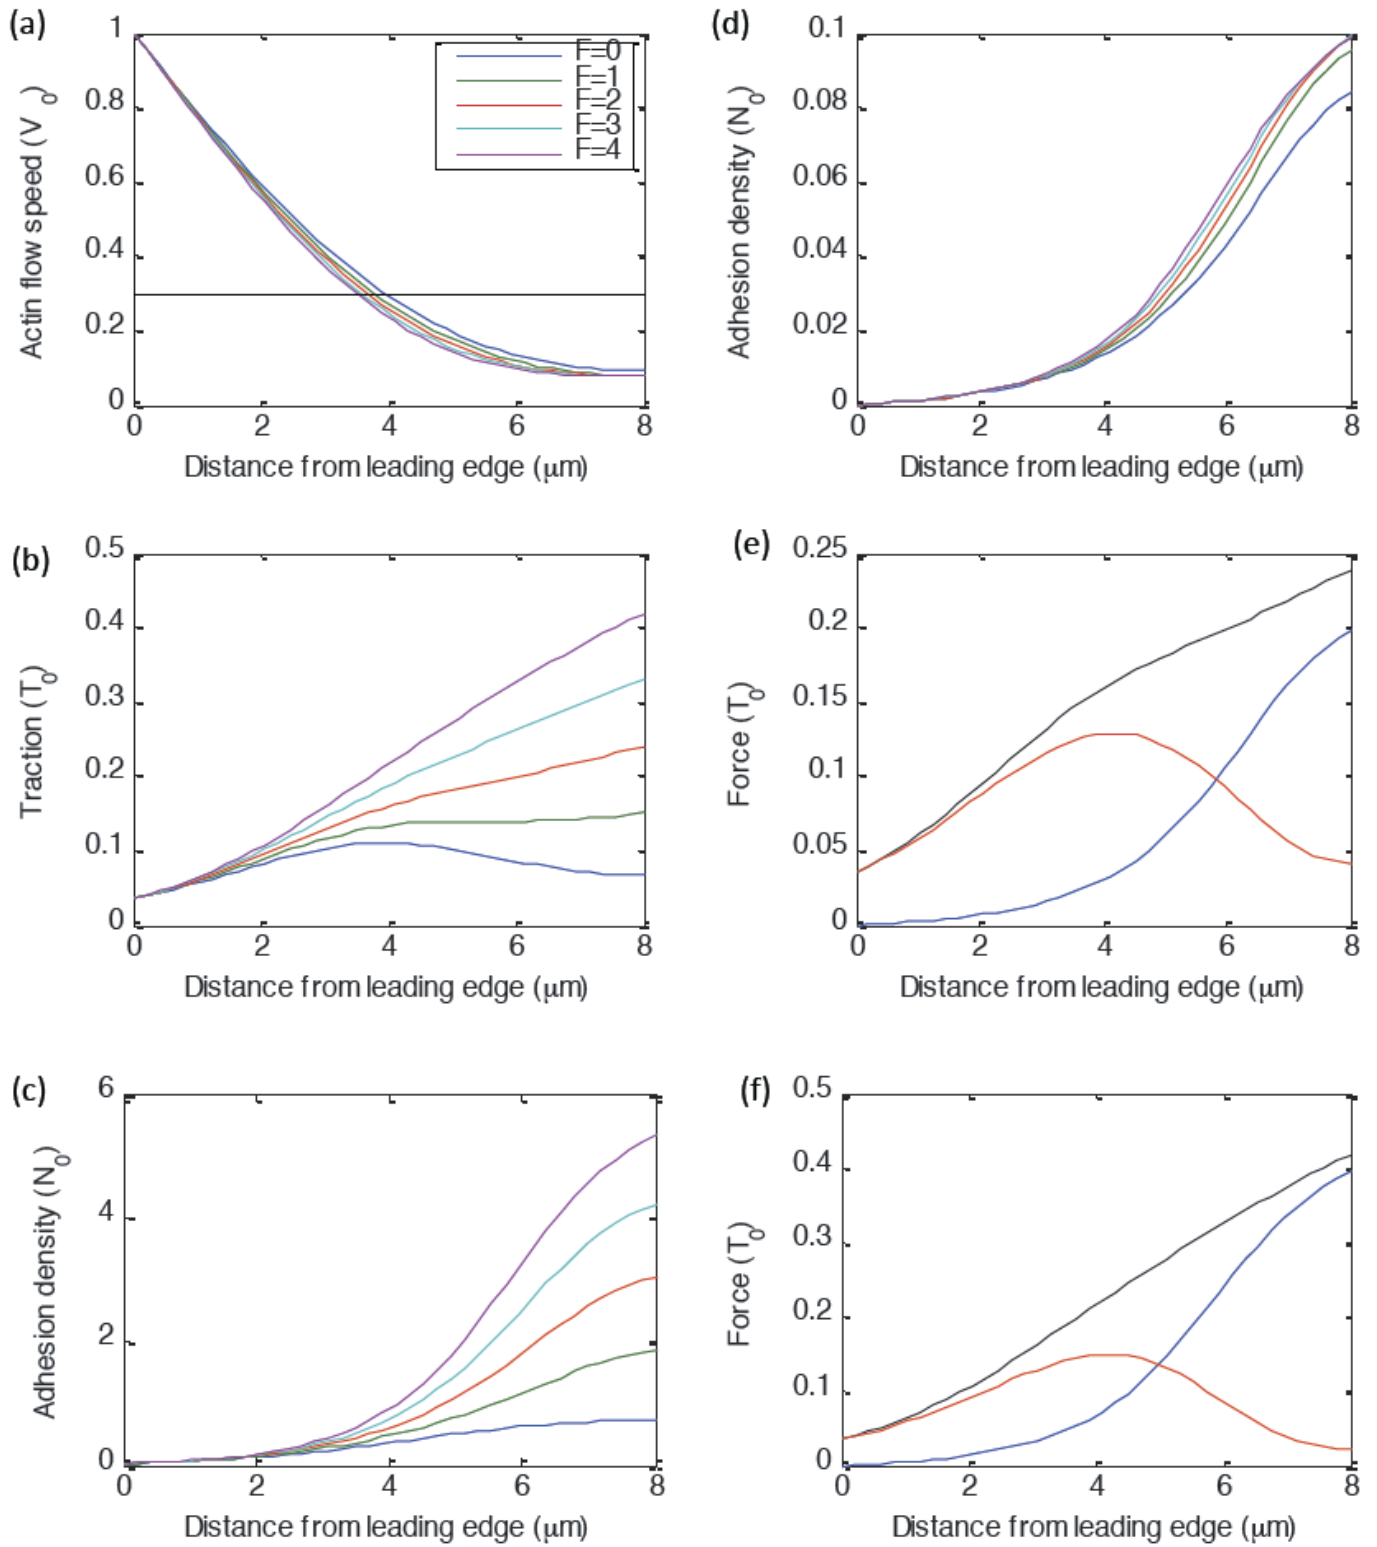 (a)
1
0.8
0.6
0.4
0.2
0
Actin flow speed (V 0)
F=0
F=1
F=2
F=3
F=4
0 2 4 6 8
Distance from leading edge (μm)
(d)
0.1
0.08
0.06
0.04
0.02
0
Adhesion density (N0)
0 2 4 6 8
Distance from leading edge (μm)
(b)
0.5
0.4
0.3
0.2
0.1
0
Traction (T0)
0 2 4 6 8
Distance from leading edge (μm)
(e)
0.25
0.2
0.15
0.1
0.05
0
Force (T0)
0 2 4 6 8
Distance from leading edge (μm)
(c)
6
4
2
0
Adhesion density (N0)
0 2 4 6 8
Distance from leading edge (μm)
(f)
0.5
0.4
0.3
0.2
0.1
0
Force (T0)
0 2 4 6 8
Distance from leading edge (μm)